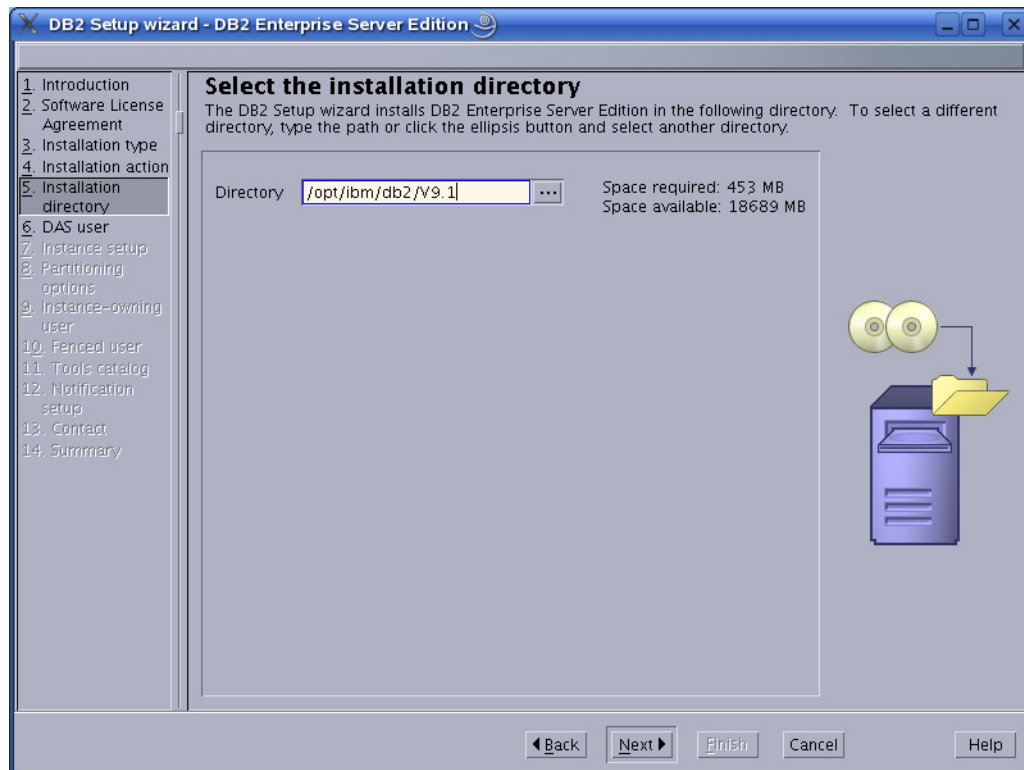 DB2 Setup wizard - DB2 Enterprise Server Edition
1. Introduction
2. Software License
Agreement
3. Installation type
4. Installation action
5. Installation
directory
6. DAS user
7. Instance setup
8. Partitioning
options
9. Instance-owning
user
10. Fenced user
11. Tools catalog
12. Notification
setup
13. Contact
14. Summary
Select the installation directory
The DB2 Setup wizard installs DB2 Enterprise Server Edition in the following directory. To select a different
directory, type the path or click the ellipsis button and select another directory.
Directory /opt/ibm/db2/V9.1 ...
Space required: 453 MB
Space available: 18689 MB
Back Next Finish Cancel Help